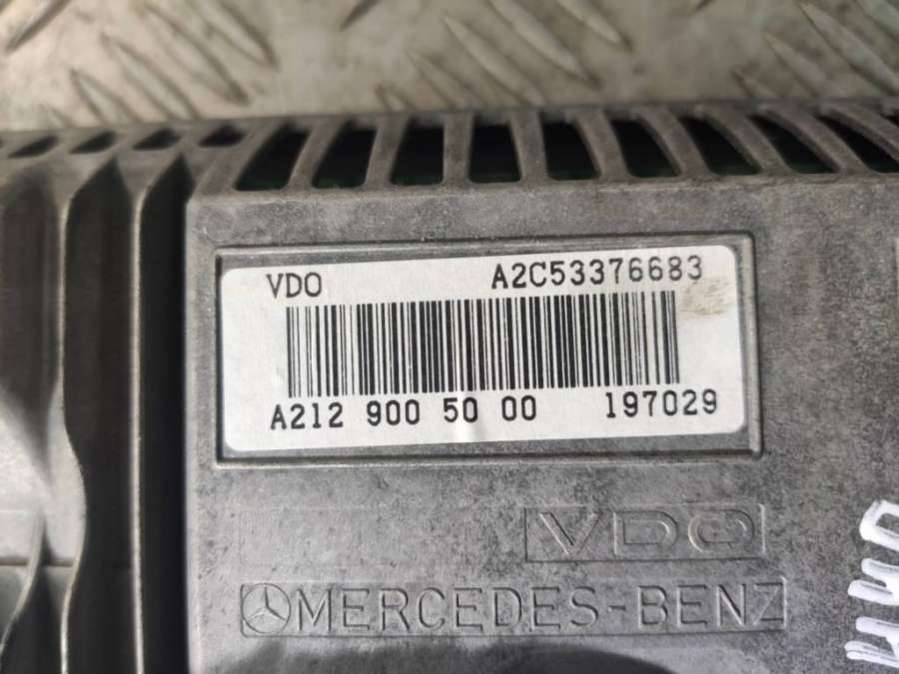 VDO A2C53376683
A212 900 50 00 197029
VDO
MERCEDES-BENZ